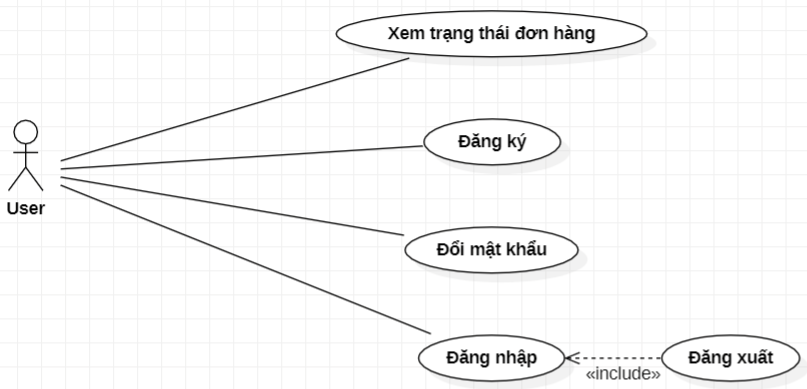 Xem trạng thái đơn hàng
Đăng ký
User
Đổi mật khẩu
Đăng nhập
Đăng xuất
«include»